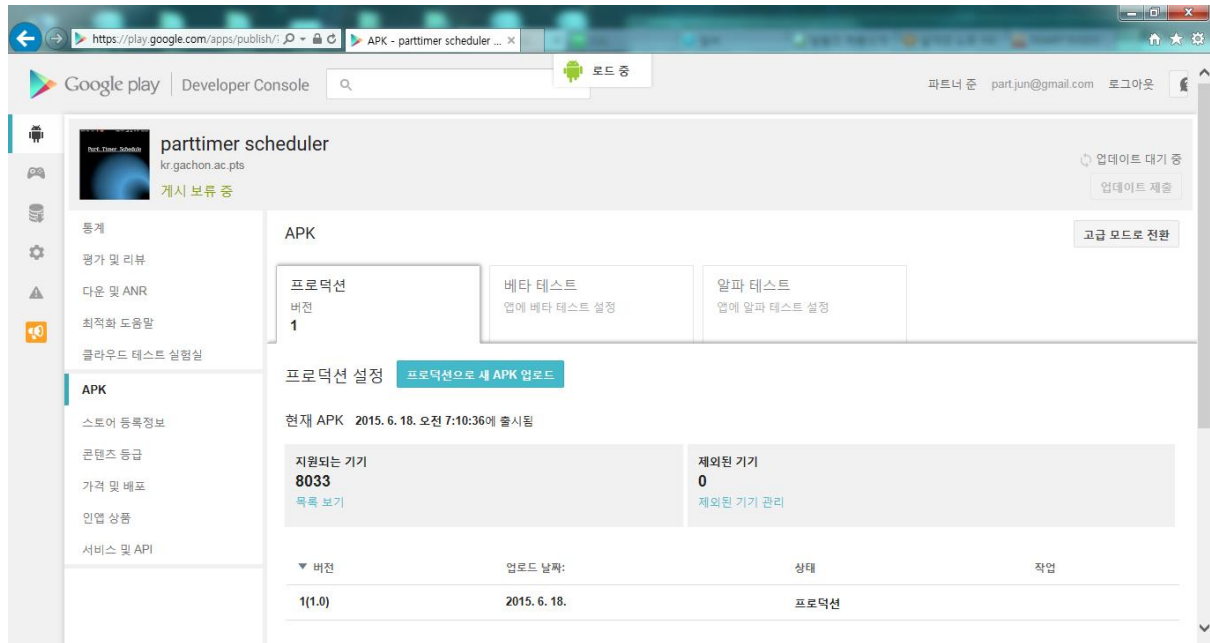 https://play.google.com/apps/publish/
APK - parttimer scheduler ...
로드 중
Google play
Developer Console
파트너 준
part.jun@gmail.com
로그아웃
Part Timer Schedule
parttimer scheduler
kr.gachon.ac.pts
게시 보류 중
업데이트 대기 중
업데이트 제출
통계
평가 및 리뷰
다운 및 ANR
최적화 도움말
클라우드 테스트 실험실
APK
스토어 등록정보
콘텐츠 등급
가격 및 배포
인앱 상품
서비스 및 API
APK
고급 모드로 전환
프로덕션
버전
1
베타 테스트
앱에 베타 테스트 설정
알파 테스트
앱에 알파 테스트 설정
프로덕션 설정
프로덕션으로 새 APK 업로드
현재 APK 2015. 6. 18. 오전 7:10:36에 출시됨
지원되는 기기
8033
목록 보기
제외된 기기
0
제외된 기기 관리
▼ 버전 업로드 날짜: 상태 작업
1(1.0) 2015. 6. 18. 프로덕션